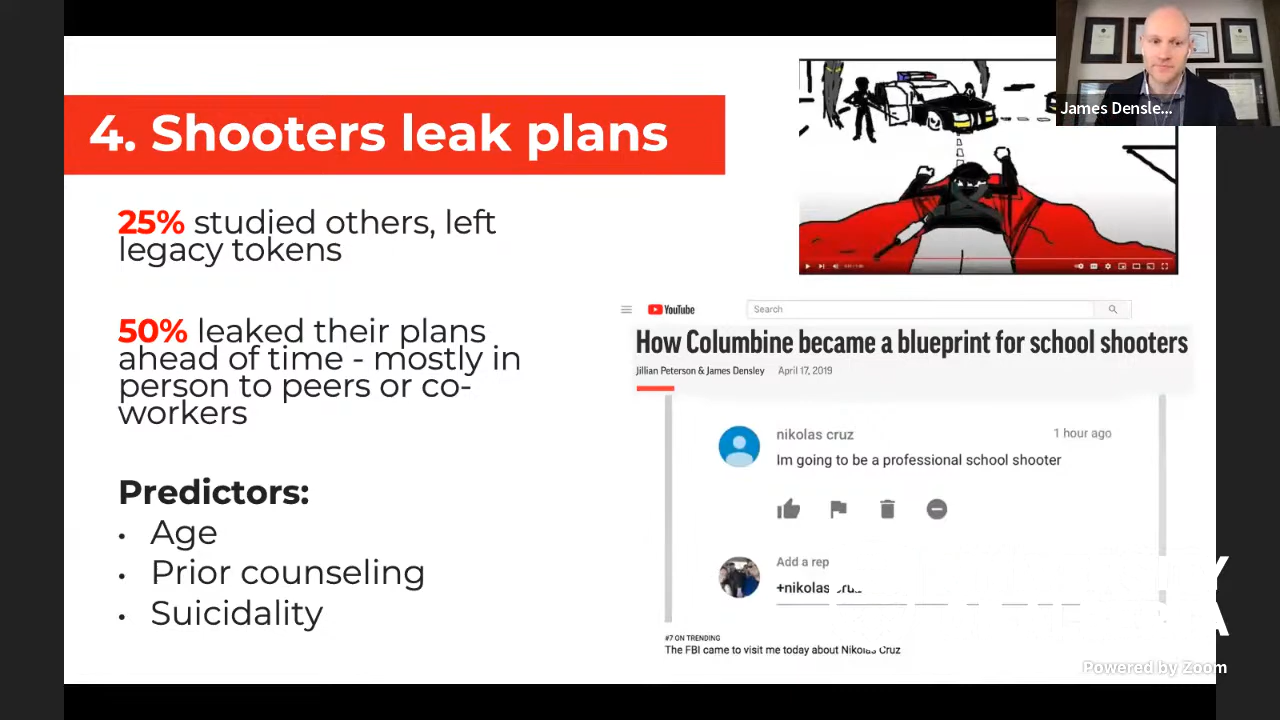 4. Shooters leak plans
James Densle...
25% studied others, left
legacy tokens
50% leaked their plans
ahead of time - mostly in
person to peers or co-
workers
Predictors:
• Age
• Prior counseling
• Suicidality
YouTube
Search
How Columbine became a blueprint for school shooters
Jillian Peterson & James Densley April 17, 2019
nikolas cruz
1 hour ago
Im going to be a professional school shooter
Add a rep
+nikolas cruz
#7 ON TRENDING
The FBI came to visit me today about Nikolas Cruz
Powered by Zoom